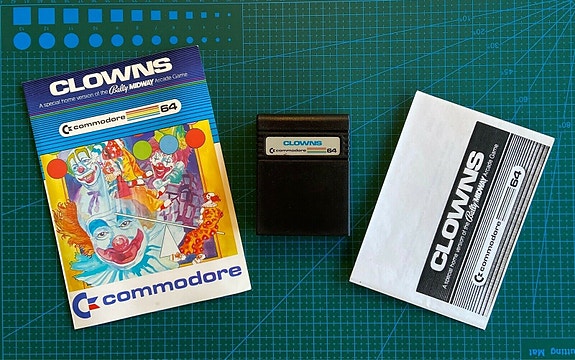 CLOWNS
A special home version of the Bally MIDWAY Arcade Game
commodore 64
commodore
CLOWNS
commodore 64
CLOWNS
A special home version of the Bally MIDWAY Arcade Game
commodore 64